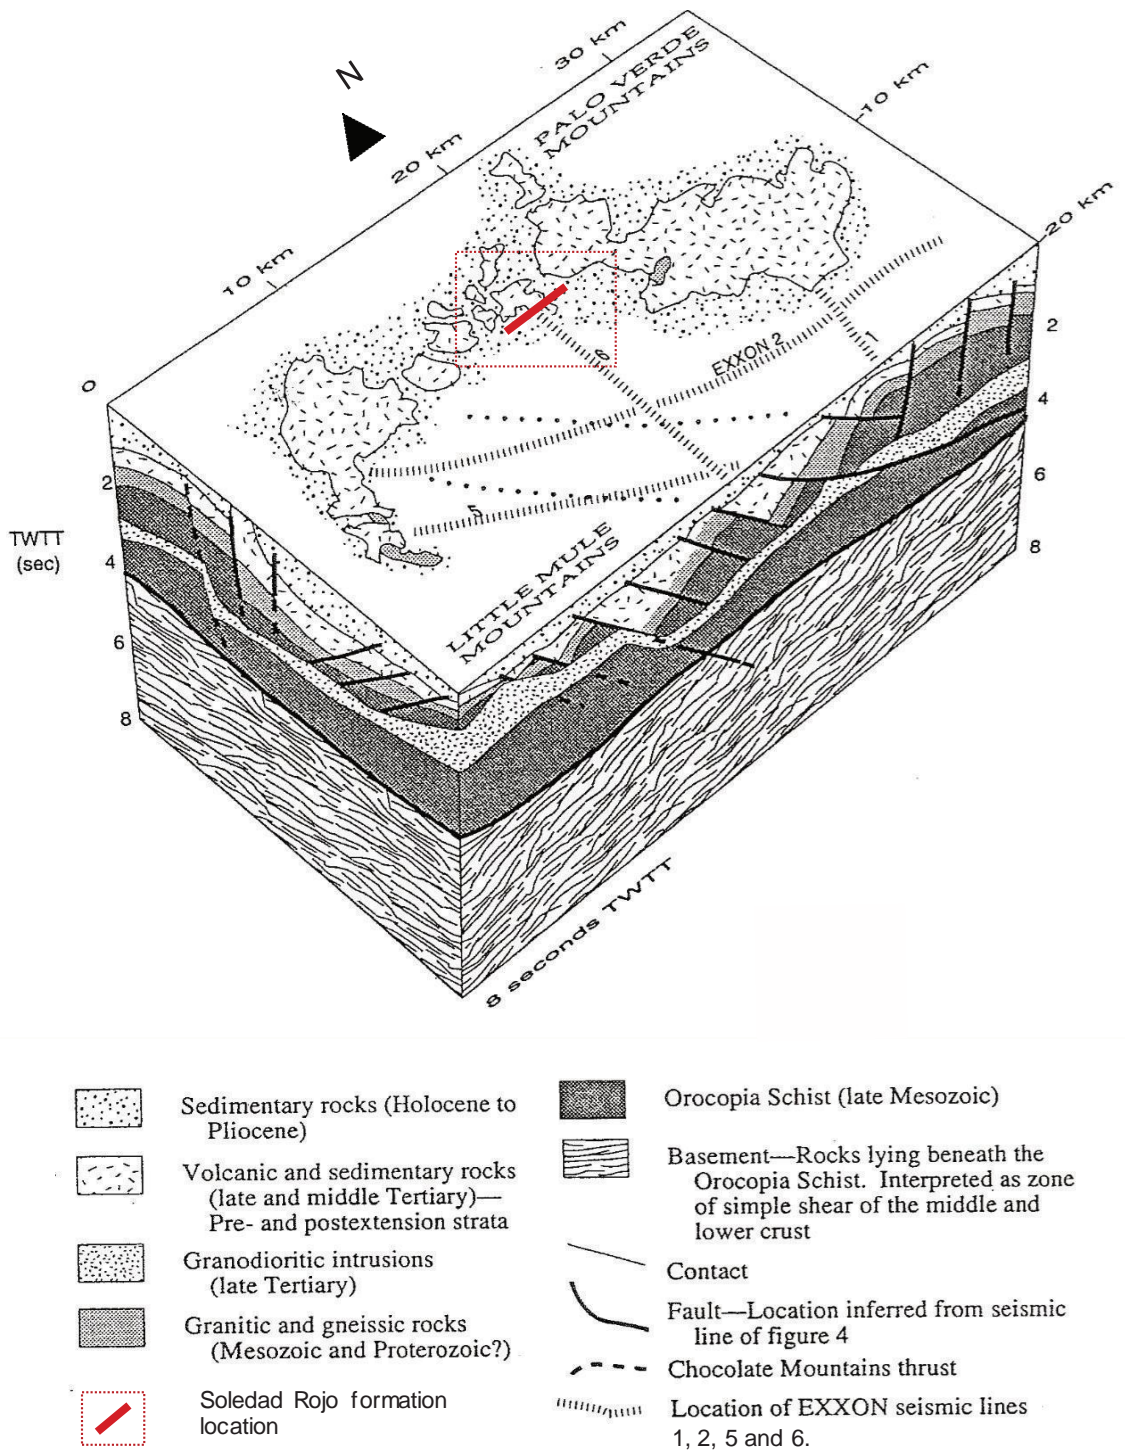 N
30 km
PALO VERDE
MOUNTAINS
20 km
10 km
10 km
20 km
0
6
EXXON 2
1
5
LITTLE MULE
MOUNTAINS
2
4
6
8
TWTT
(sec)
2
4
6
8
8 seconds TWTT
Sedimentary rocks (Holocene to
Pliocene)
Volcanic and sedimentary rocks
(late and middle Tertiary)—
Pre- and postextension strata
Granodioritic intrusions
(late Tertiary)
Granitic and gneissic rocks
(Mesozoic and Proterozoic?)
Soledad Rojo formation
location
Orocopia Schist (late Mesozoic)
Basement—Rocks lying beneath the
Orocopia Schist. Interpreted as zone
of simple shear of the middle and
lower crust
Contact
Fault—Location inferred from seismic
line of figure 4
Chocolate Mountains thrust
Location of EXXON seismic lines
1, 2, 5 and 6.